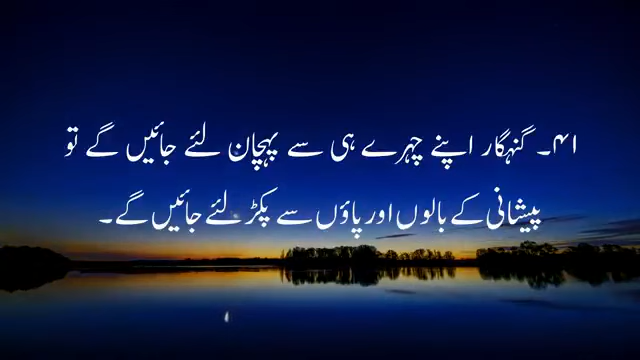 ۴۱۔ گنہگار اپنے چہرے ہی سے پہچان لئے جائیں گے تو
پیشانی کے بالوں اور پاؤں سے پکڑ لئے جائیں گے۔